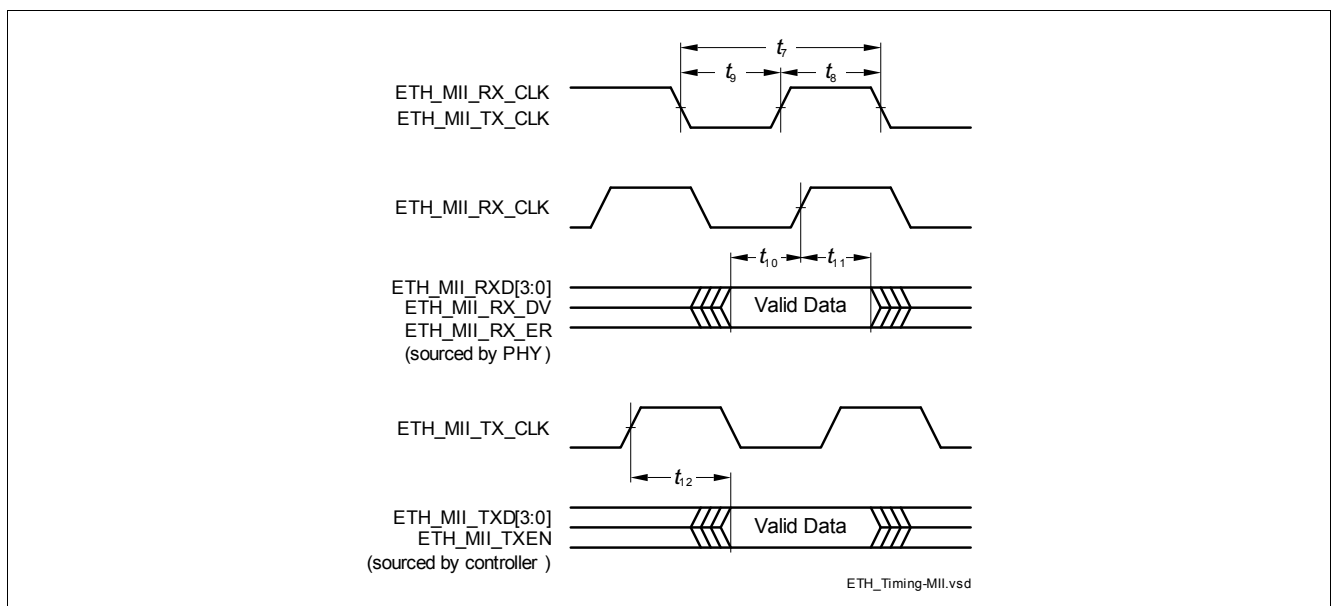 t7
t9 t8
ETH_MII_RX_CLK
ETH_MII_TX_CLK
ETH_MII_RX_CLK
t10 t11
ETH_MII_RXD[3:0]
ETH_MII_RX_DV
Valid Data
ETH_MII_RX_ER
(sourced by PHY )
ETH_MII_TX_CLK
t12
ETH_MII_TXD[3:0]
Valid Data
ETH_MII_TXEN
(sourced by controller )
ETH_Timing-MII.vsd